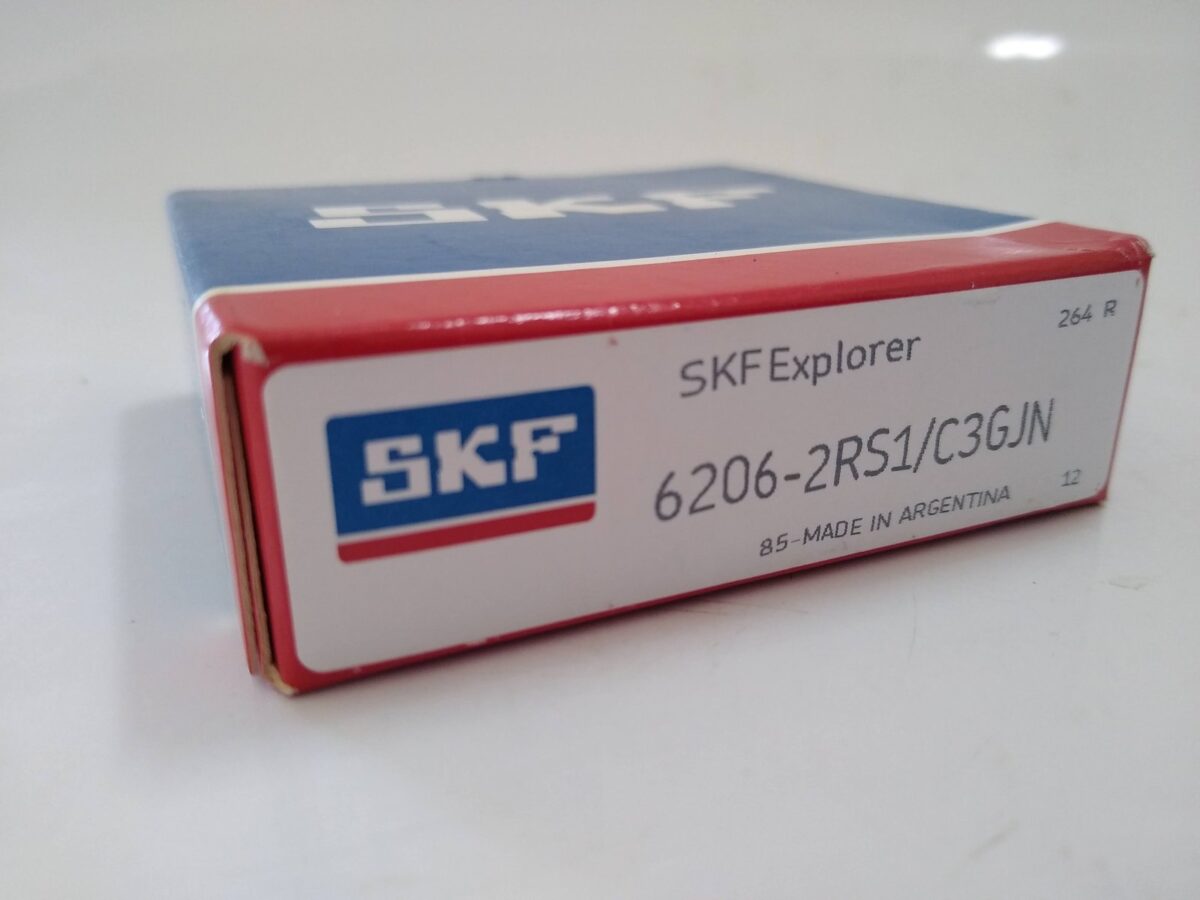 SKF
264 R
SKF Explorer
SKF
6206-2RS1/C3GJN
85-MADE IN ARGENTINA
12